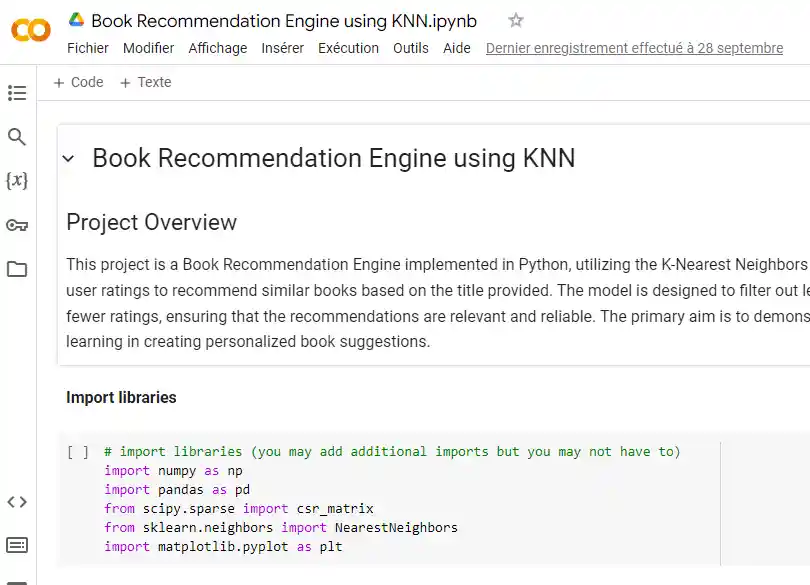 Book Recommendation Engine using KNN.ipynb
Fichier Modifier Affichage Insérer Exécution Outils Aide Dernier enregistrement effectué à 28 septembre
+ Code + Texte
Book Recommendation Engine using KNN
Project Overview
This project is a Book Recommendation Engine implemented in Python, utilizing the K-Nearest Neighbors
user ratings to recommend similar books based on the title provided. The model is designed to filter out
fewer ratings, ensuring that the recommendations are relevant and reliable. The primary aim is to
learning in creating personalized book suggestions.
Import libraries
[ ] # import libraries (you may add additional imports but you may not have to)
import numpy as np
import pandas as pd
from scipy.sparse import csr_matrix
from sklearn.neighbors import NearestNeighbors
import matplotlib.pyplot as plt